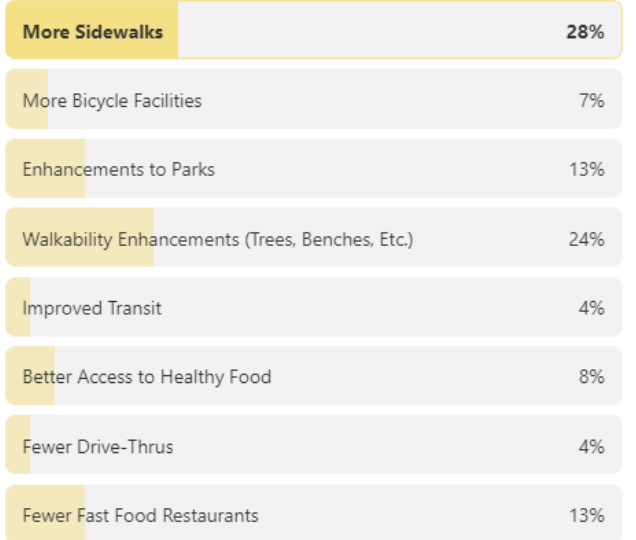 More Sidewalks 28%
More Bicycle Facilities 7%
Enhancements to Parks 13%
Walkability Enhancements (Trees, Benches, Etc.) 24%
Improved Transit 4%
Better Access to Healthy Food 8%
Fewer Drive-Thrus 4%
Fewer Fast Food Restaurants 13%